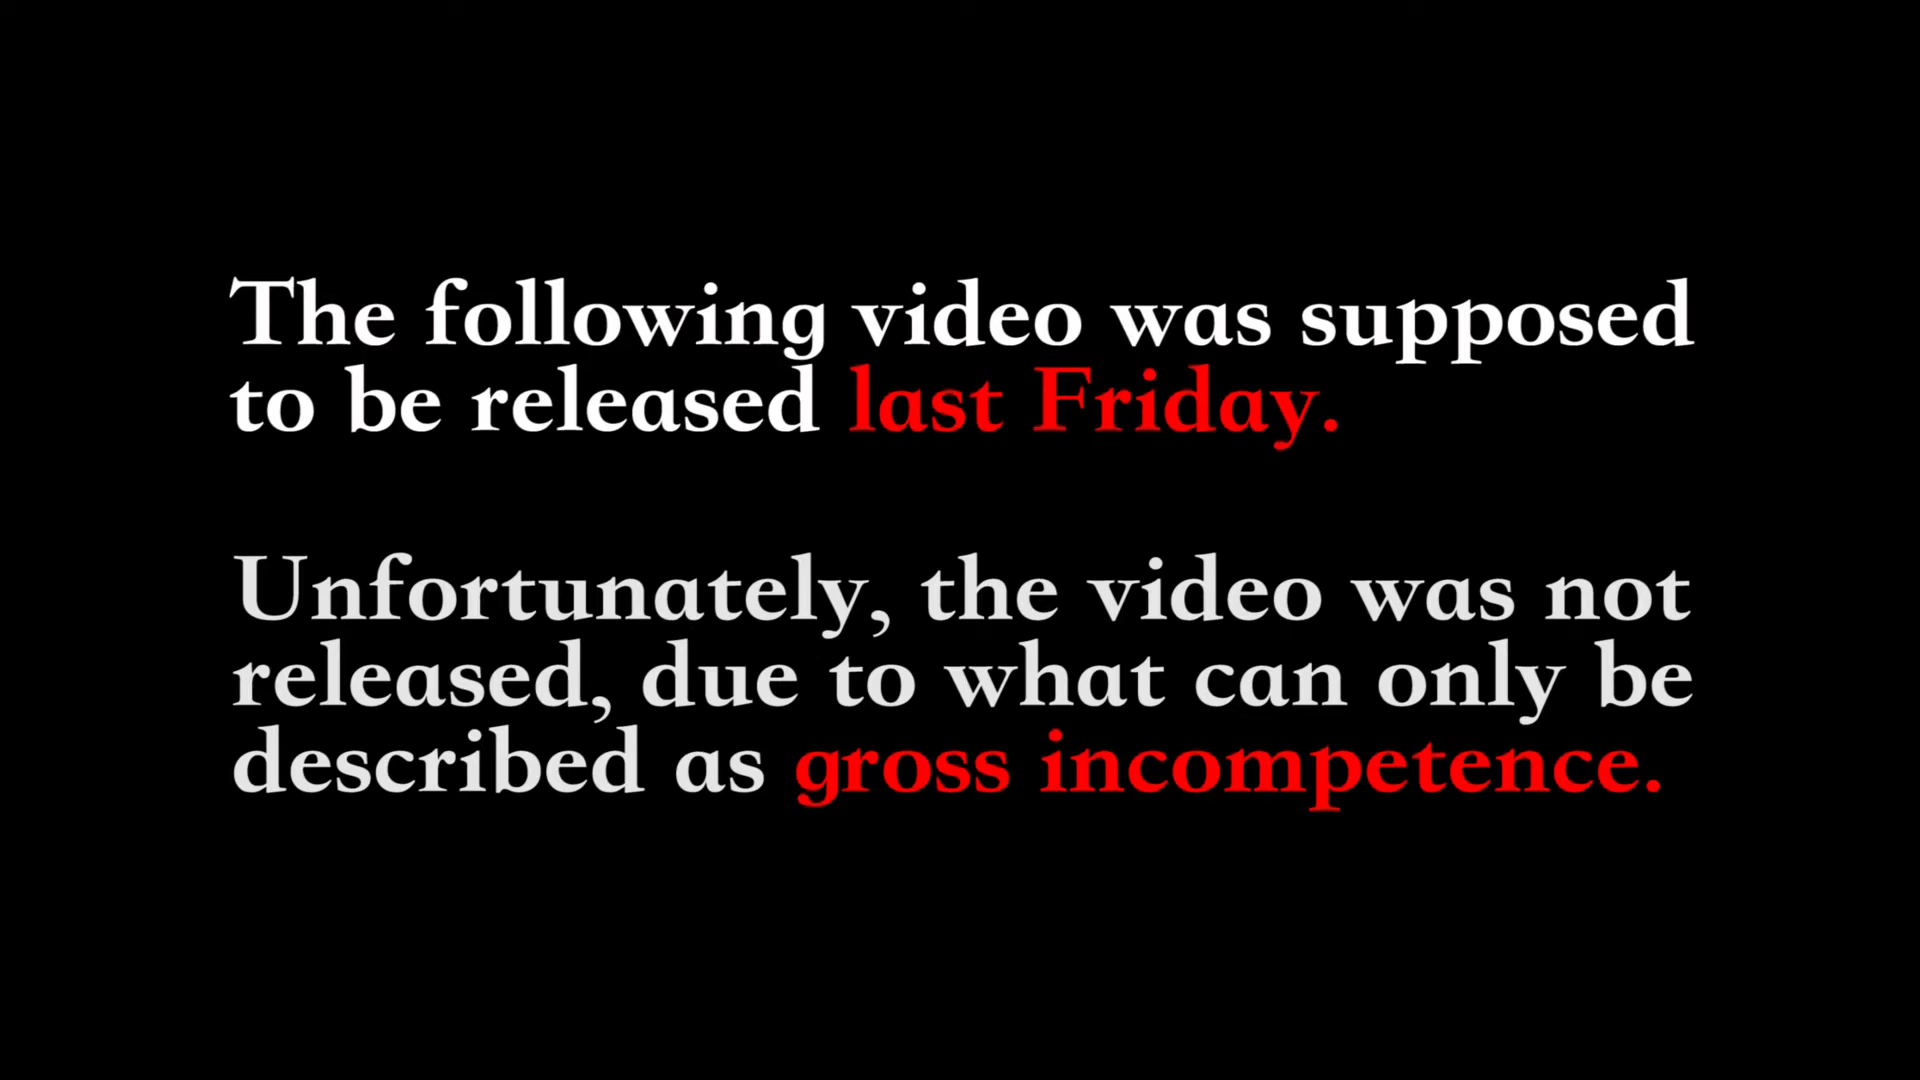 The following video was supposed
to be released last Friday.
Unfortunately, the video was not
released, due to what can only be
described as gross incompetence.